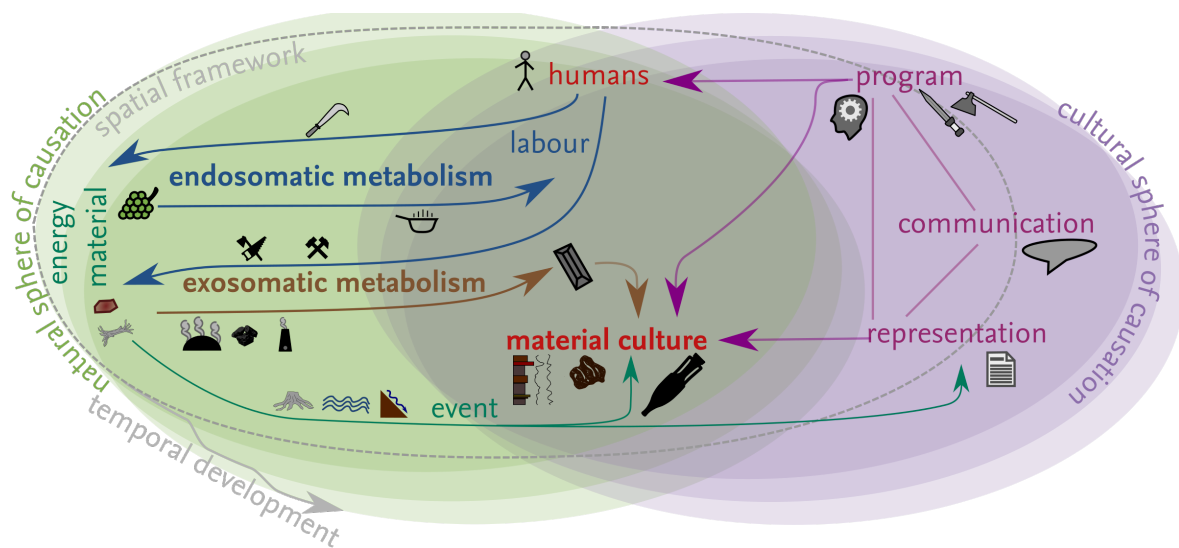 spatial framework
humans
program
natural sphere of causation
cultural sphere of causation
labour
endosomatic metabolism
energy
material
communication
exosomatic metabolism
material culture
representation
event
temporal development